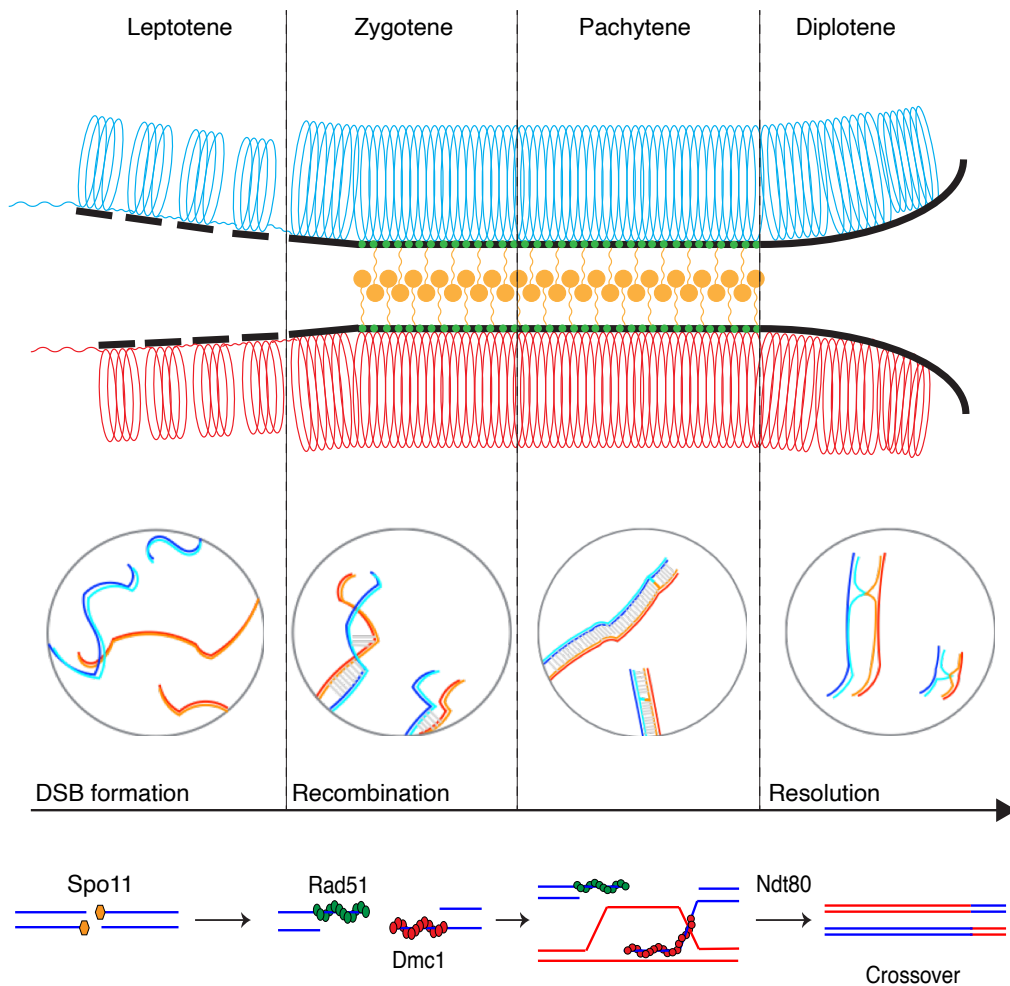 Leptotene
Zygotene
Pachytene
Diplotene
DSB formation
Recombination
Resolution
Spo11
Rad51
Dmc1
Ndt80
Crossover